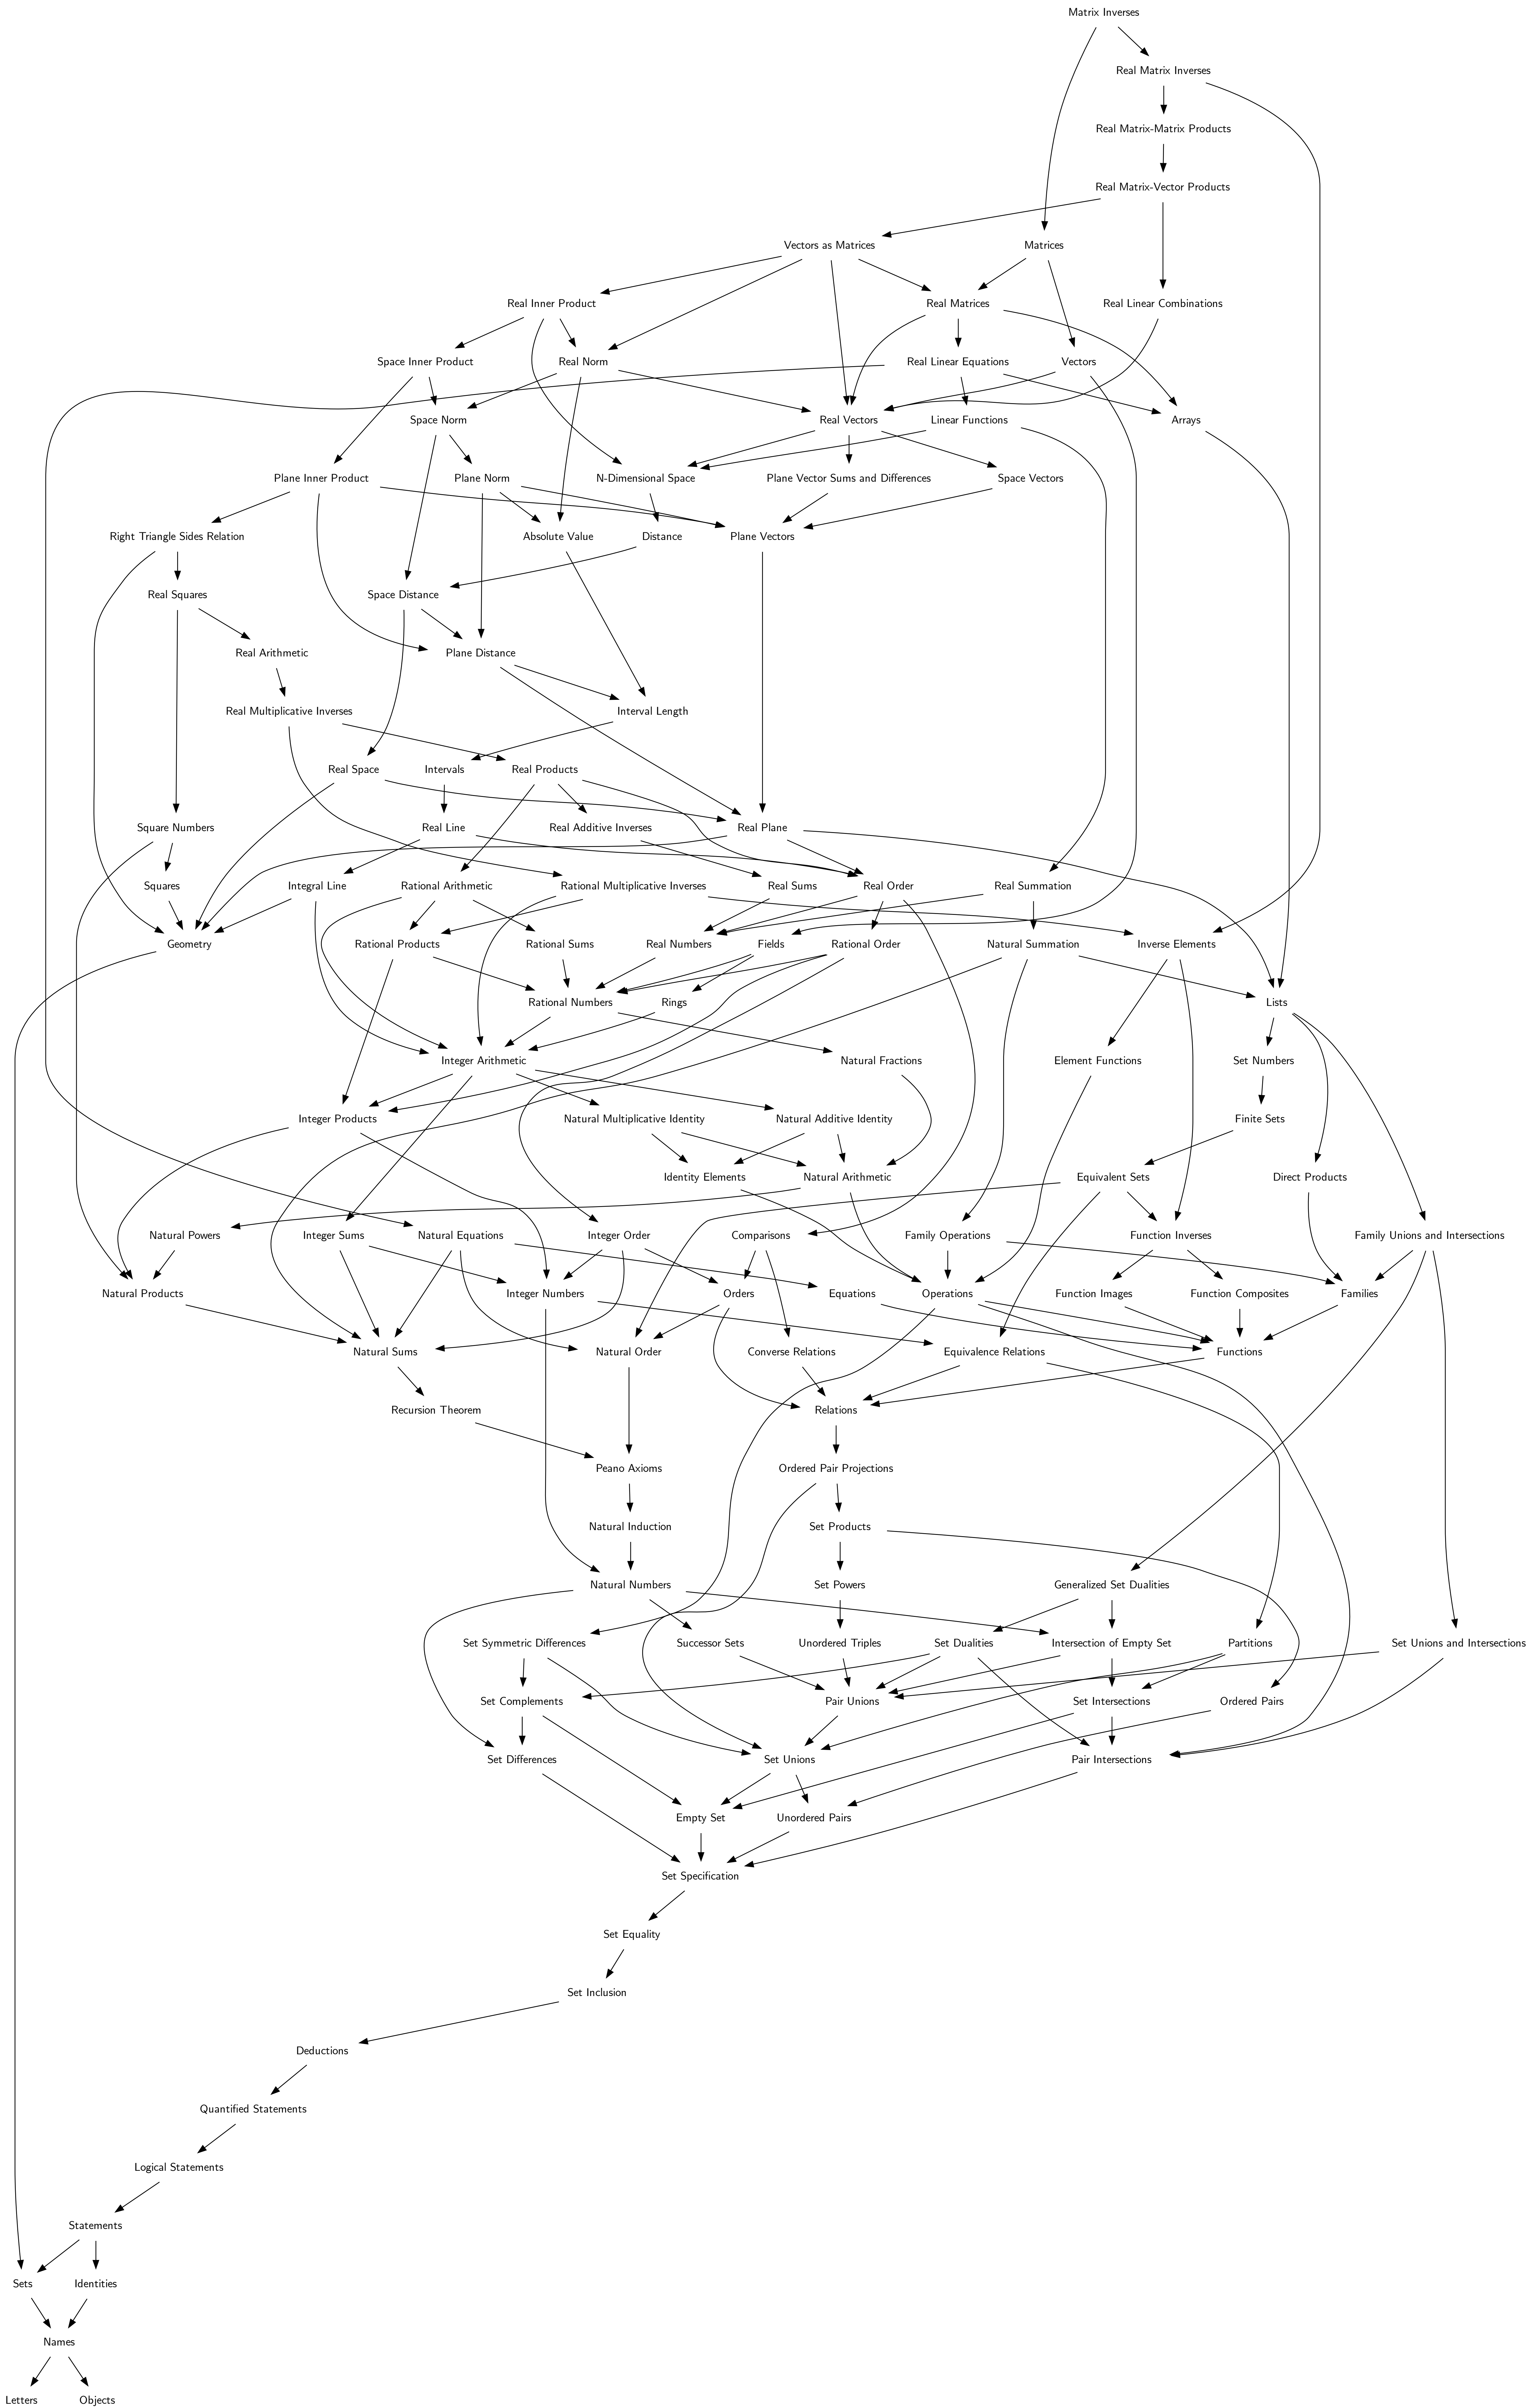 Matrix Inverses
Real Matrix Inverses
Real Matrix-Matrix Products
Real Matrix-Vector Products
Vectors as Matrices
Matrices
Real Inner Product
Real Matrices
Real Linear Combinations
Space Inner Product
Real Norm
Real Linear Equations
Vectors
Space Norm
Real Vectors
Linear Functions
Arrays
Plane Inner Product
Plane Norm
N-Dimensional Space
Plane Vector Sums and Differences
Space Vectors
Right Triangle Sides Relation
Absolute Value
Distance
Plane Vectors
Real Squares
Space Distance
Real Arithmetic
Plane Distance
Real Multiplicative Inverses
Interval Length
Real Space
Intervals
Real Products
Square Numbers
Real Line
Real Additive Inverses
Real Plane
Squares
Integral Line
Rational Arithmetic
Rational Multiplicative Inverses
Real Sums
Real Order
Real Summation
Geometry
Rational Products
Rational Sums
Real Numbers
Fields
Rational Order
Natural Summation
Inverse Elements
Rational Numbers
Rings
Lists
Integer Arithmetic
Natural Fractions
Element Functions
Set Numbers
Integer Products
Natural Multiplicative Identity
Natural Additive Identity
Finite Sets
Identity Elements
Natural Arithmetic
Equivalent Sets
Direct Products
Natural Powers
Integer Sums
Natural Equations
Integer Order
Comparisons
Family Operations
Function Inverses
Family Unions and Intersections
Natural Products
Integer Numbers
Orders
Equations
Operations
Function Images
Function Composites
Families
Natural Sums
Natural Order
Converse Relations
Equivalence Relations
Functions
Recursion Theorem
Relations
Peano Axioms
Ordered Pair Projections
Natural Induction
Set Products
Natural Numbers
Set Powers
Generalized Set Dualities
Set Symmetric Differences
Successor Sets
Unordered Triples
Set Dualities
Intersection of Empty Set
Partitions
Set Unions and Intersections
Set Complements
Pair Unions
Set Intersections
Ordered Pairs
Set Differences
Set Unions
Pair Intersections
Empty Set
Unordered Pairs
Set Specification
Set Equality
Set Inclusion
Deductions
Quantified Statements
Logical Statements
Statements
Sets
Identities
Names
Letters
Objects